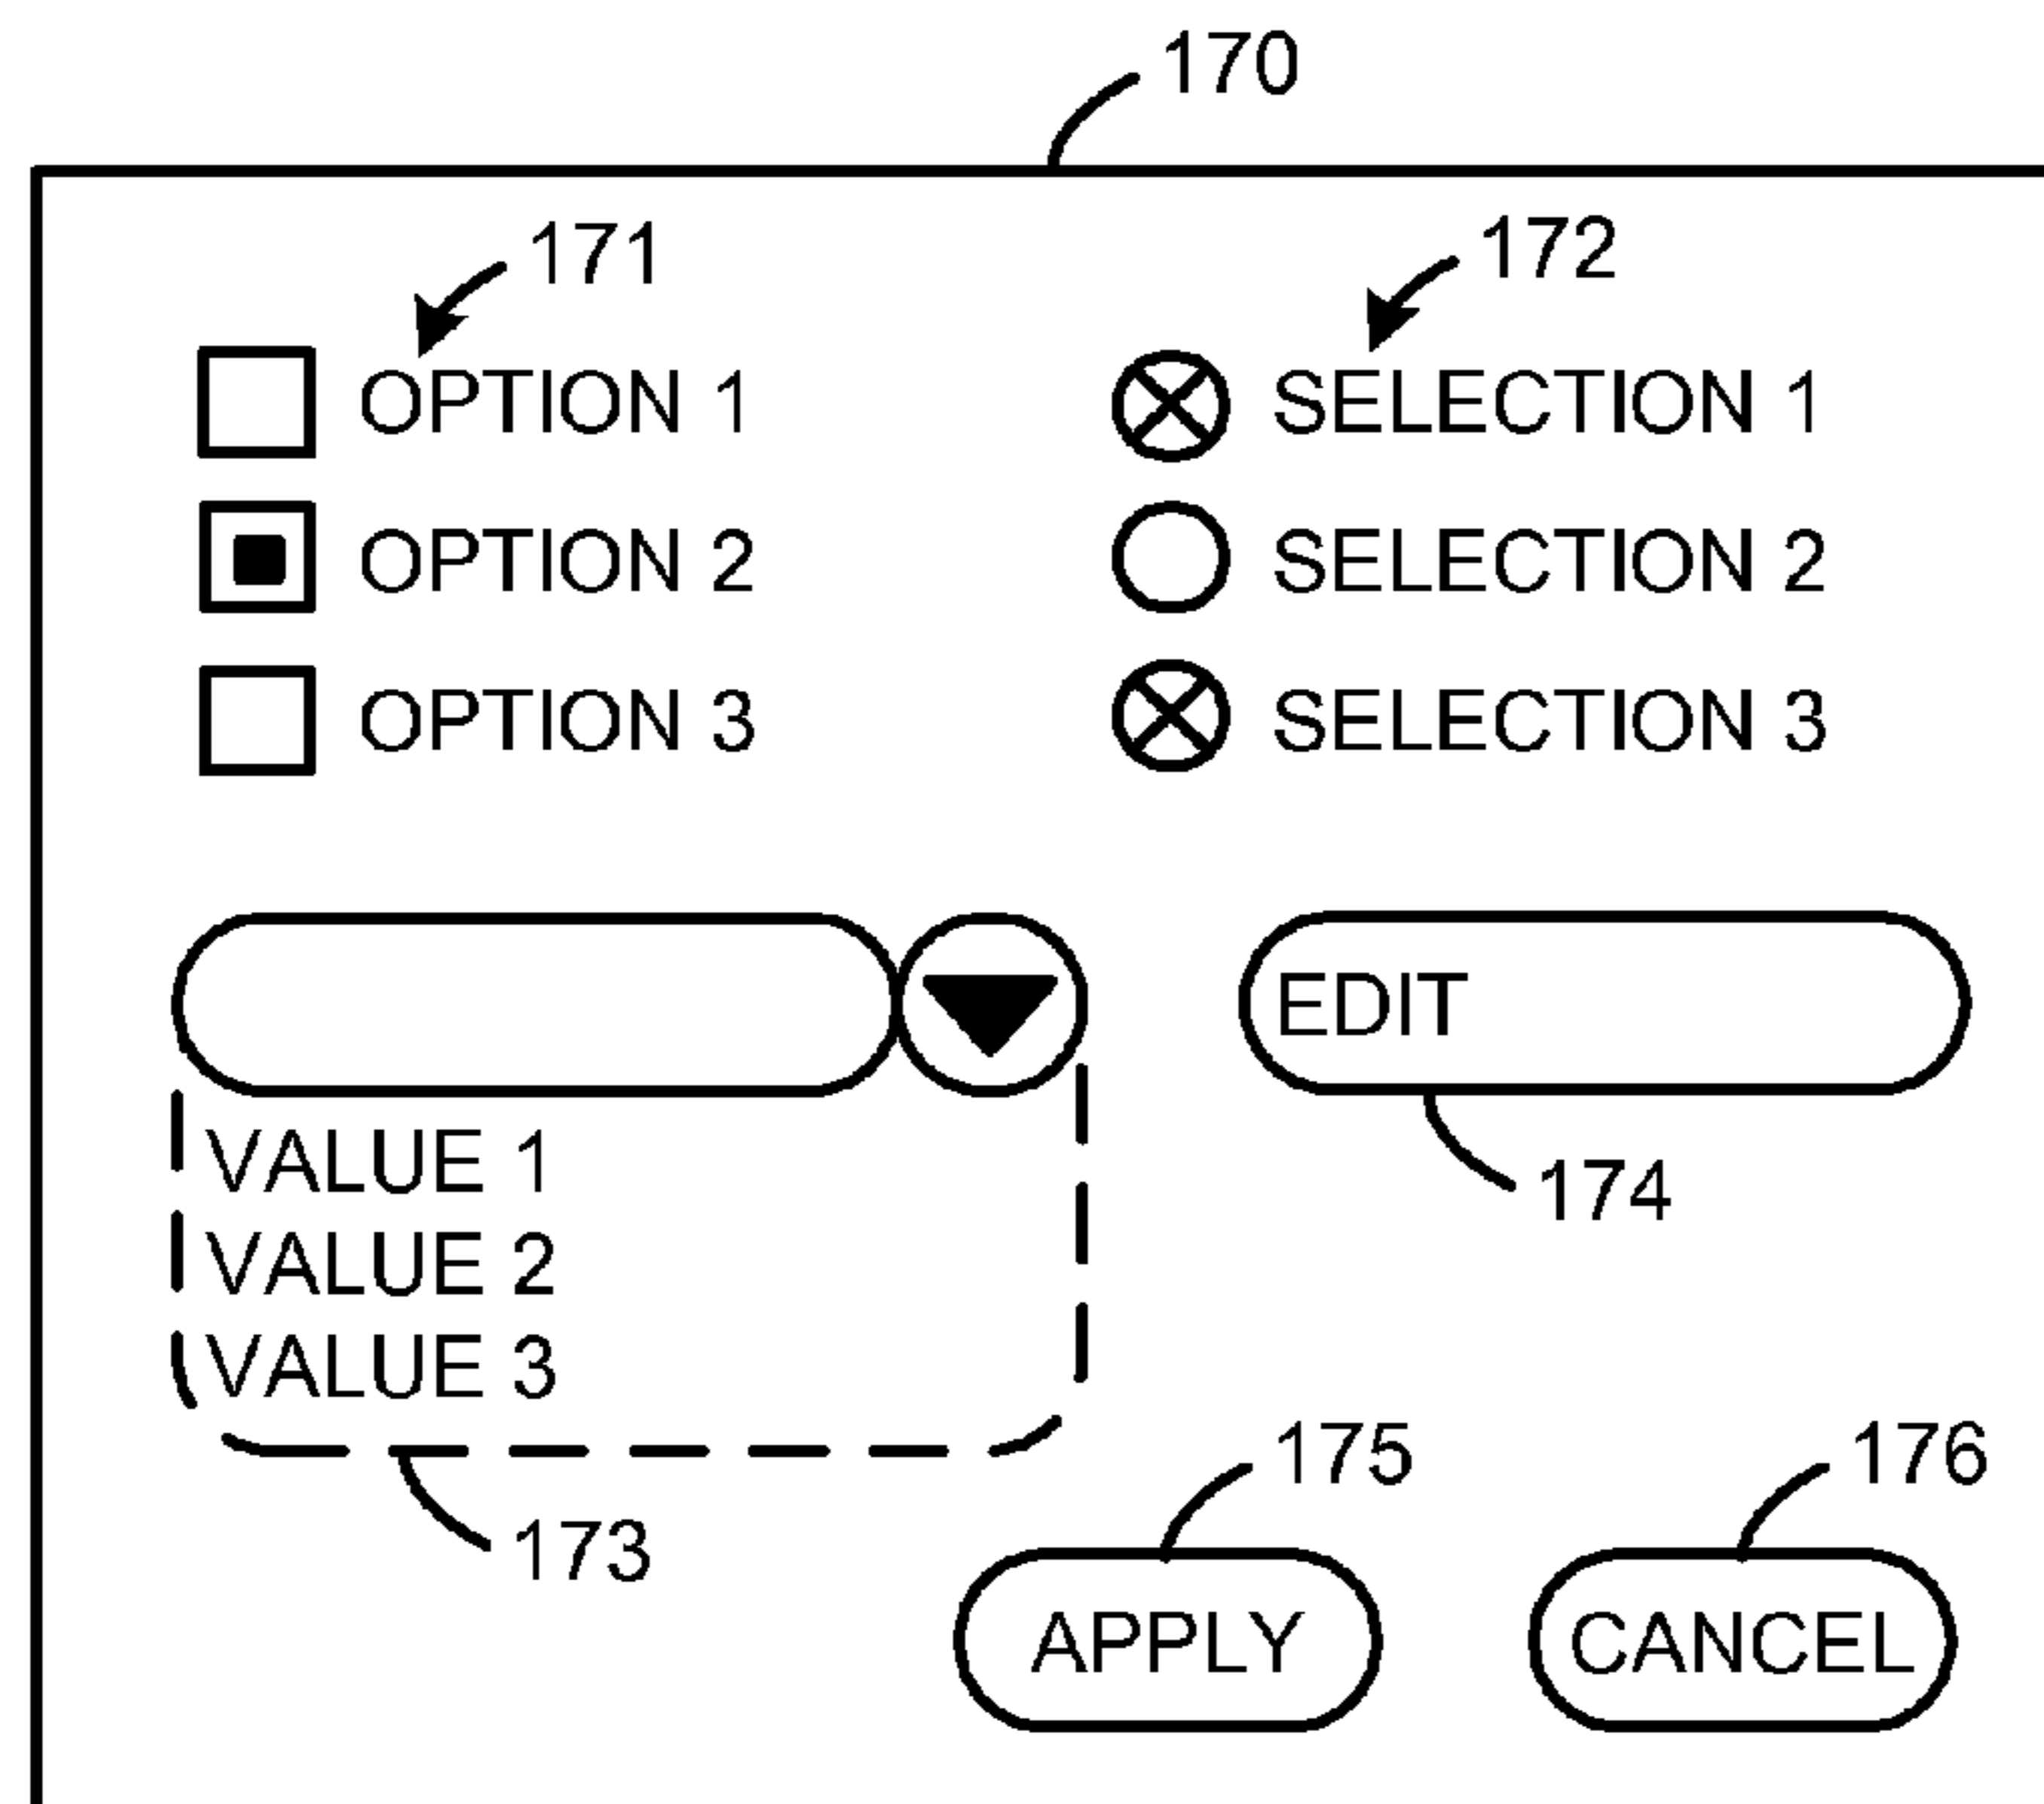 170
171
172
OPTION 1
SELECTION 1
OPTION 2
SELECTION 2
OPTION 3
SELECTION 3
EDIT
VALUE 1
174
VALUE 2
VALUE 3
175
176
173
APPLY
CANCEL